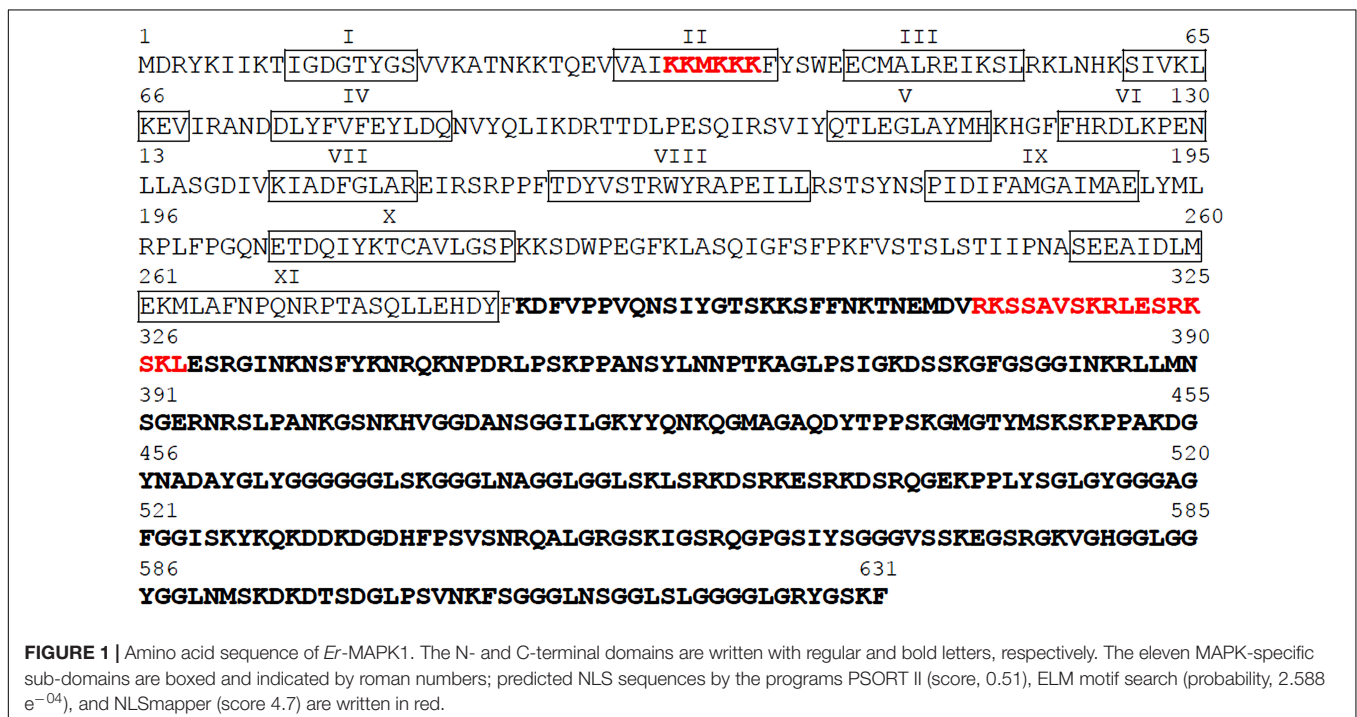 1 I II III 65
MDRYKIIKTIGDGTYGSVVKATNKKTQEVVAIKKMKKKFYSWEECMALREIKSLRKLNHKSIVKL
66 IV V VI 130
KEVIRANDDLYFVFEYLDQNVYQLIKDRTTDLPESQIRSVIYQTLEGLAYMHKHGFFHRDLKPEN
13 VII VIII IX 195
LLASGDIVKIADFGLAREIRSRPPFTDYVSTRWYRAPEILLRSTSYNSPIDIFAMGAIMAELYML
196 X 260
RPLFPGQNETDQIYKTCAVLGSPKKSDWPEGFKLASQIGFSFPKFVSTSLSTIIPNASEEAIDLM
261 XI 325
EKMLAFNPQNRPTASQLLEHDYFKDFVPPVQNSIYGTSKKSFFNKTNEMDVRKSSAVSKRLESRK
326 390
SKLESRGINKNSFYKNRQKNPDRLPSKPPANSYLNNPTKAGLPSIGKDSSKGFGSGGINKRLLMN
391 455
SGERNRSLPANKGSNKHVGGDANSGGILGKYYQNKQGMAGAQDYTPPSKGMGTYMSKSKPPAKDG
456 520
YNADAYGLYGGGGGGLSKGGGLNAGGLGGLSKLSRKDSRKESRKDSRQGEKPPLYSGLGYGGGAG
521 585
FGGISKYKQKDDKDGDHFPSVSNRQALGRGSKIGSRQGPGSIYSGGGVSSKEGSRGKVGHGGLGG
586 631
YGGLNMSKDKDTSDGLPSVNKFSGGGLNSGGLSLGGGGLGRYGSKF
FIGURE 1 | Amino acid sequence of Er-MAPK1. The N- and C-terminal domains are written with regular and bold letters, respectively. The eleven MAPK-specific
sub-domains are boxed and indicated by roman numbers; predicted NLS sequences by the programs PSORT II (score, 0.51), ELM motif search (probability, 2.588
e−04), and NLSmapper (score 4.7) are written in red.